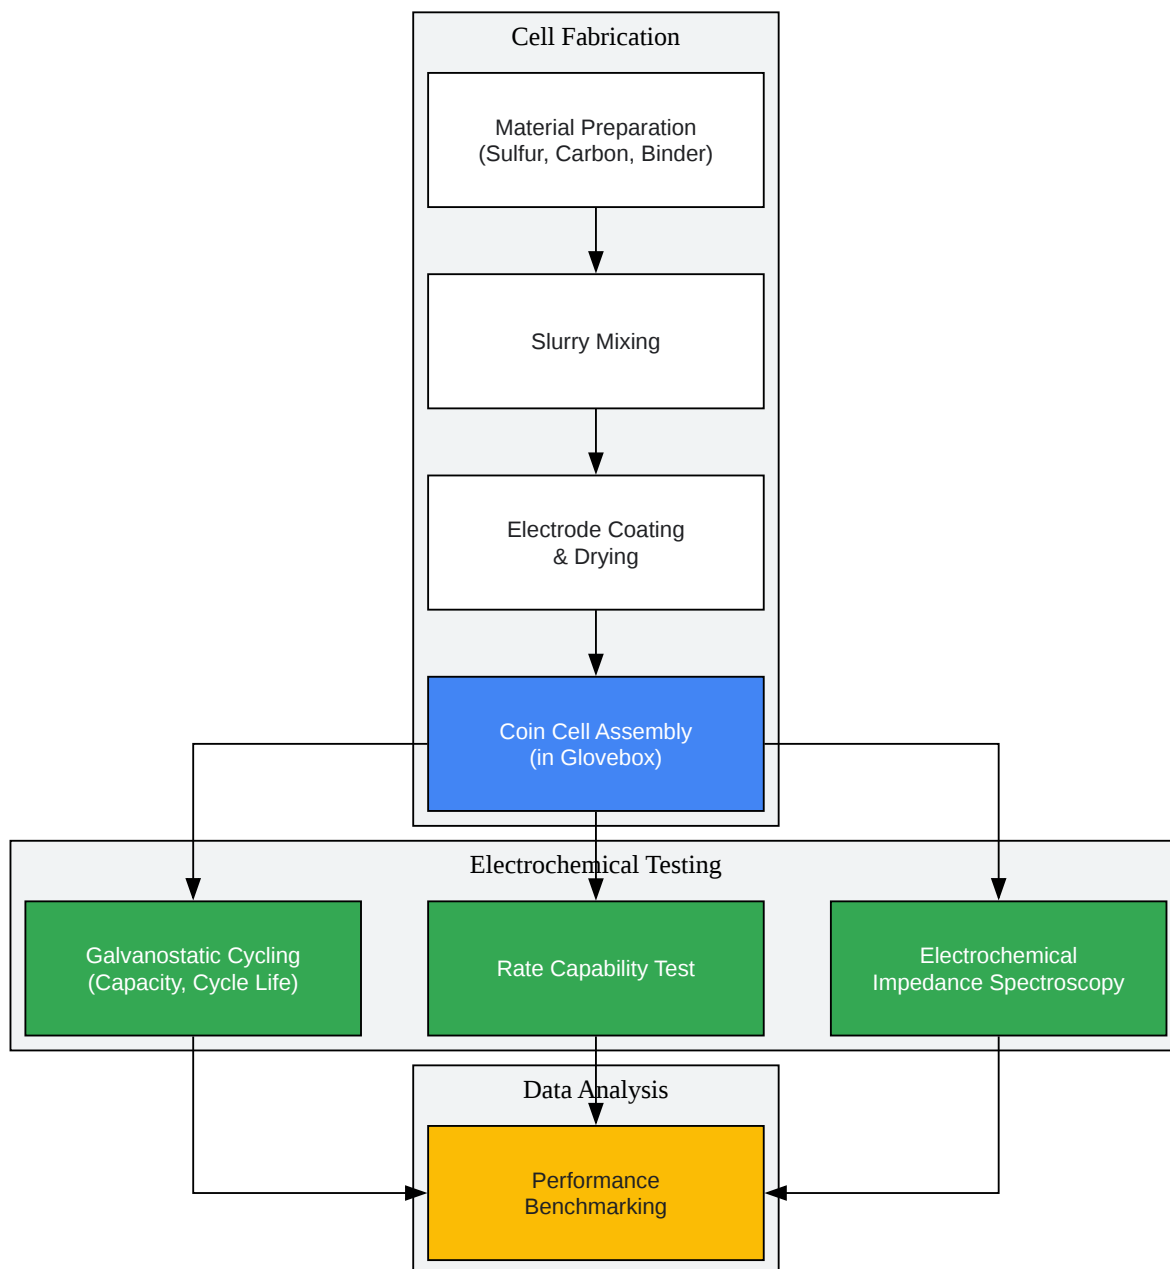 Cell Fabrication
Material Preparation
(Sulfur, Carbon, Binder)
Slurry Mixing
Electrode Coating
& Drying
Coin Cell Assembly
(in Glovebox)
Electrochemical Testing
Galvanostatic Cycling
(Capacity, Cycle Life)
Rate Capability Test
Electrochemical
Impedance Spectroscopy
Data Analysis
Performance
Benchmarking